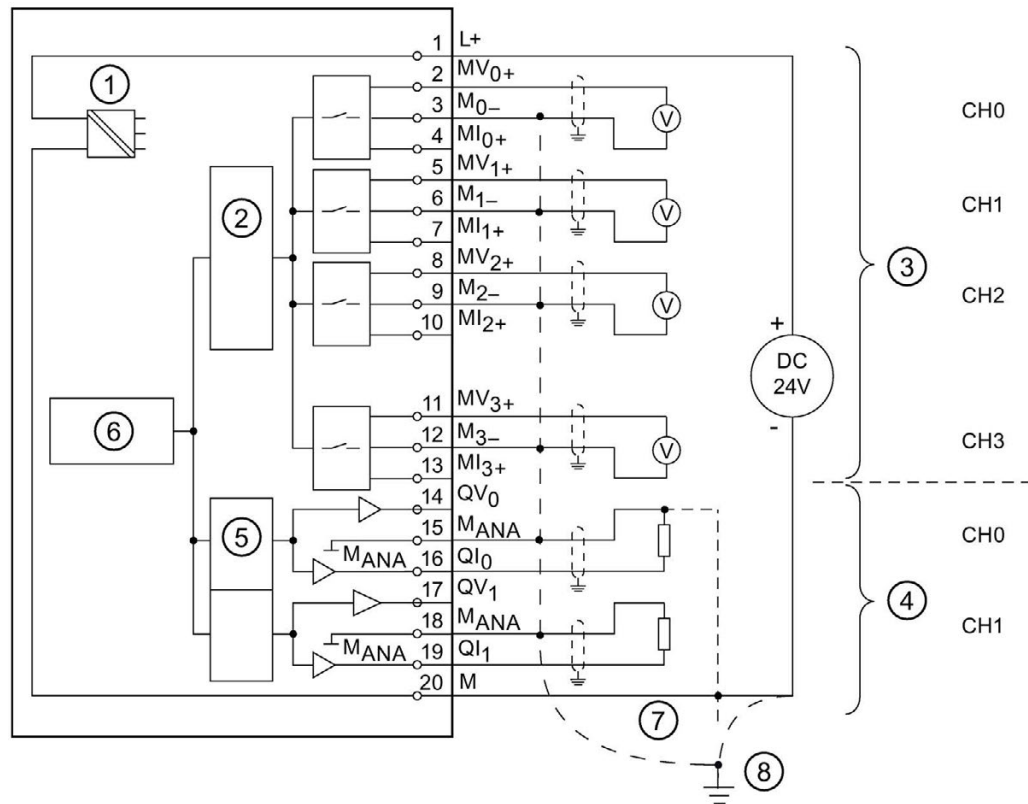 1 L+
2 MV0+
①
3 M0–
V
CH0
4 MI0+
5 MV1+
②
6 M1–
V
CH1
7 MI1+
8 MV2+
③
9 M2–
V
CH2
10 MI2+
+
DC
24V
-
11 MV3+
⑥
12 M3–
V
CH3
13 MI3+
14 QV0
⑤
15 MANA
CH0
MANA
16 QI0
17 QV1
④
18 MANA
CH1
MANA
19 QI1
20 M
⑦
⑧